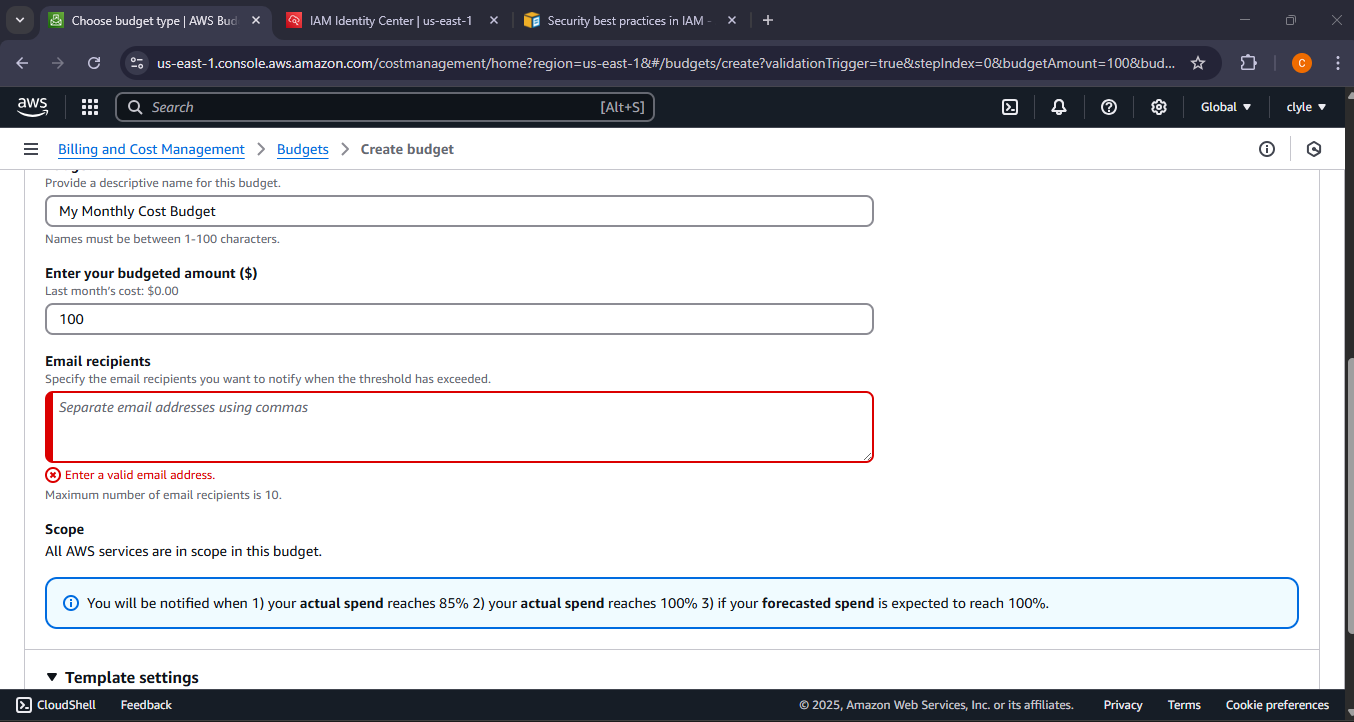 Choose budget type | AWS Bud
IAM Identity Center | us-east-1
Security best practices in IAM -
us-east-1.console.aws.amazon.com/costmanagement/home?region=us-east-1&#/budgets/create?validationTrigger=true&stepIndex=0&budgetAmount=100&bud...
C
aws
Search
[Alt+S]
Global
clyle
Billing and Cost Management
Budgets
Create budget
Provide a descriptive name for this budget.
My Monthly Cost Budget
Names must be between 1-100 characters.
Enter your budgeted amount ($)
Last month's cost: $0.00
100
Email recipients
Specify the email recipients you want to notify when the threshold has exceeded.
Separate email addresses using commas
Enter a valid email address.
Maximum number of email recipients is 10.
Scope
All AWS services are in scope in this budget.
You will be notified when 1) your actual spend reaches 85% 2) your actual spend reaches 100% 3) if your forecasted spend is expected to reach 100%.
Template settings
CloudShell
Feedback
© 2025, Amazon Web Services, Inc. or its affiliates.
Privacy
Terms
Cookie preferences